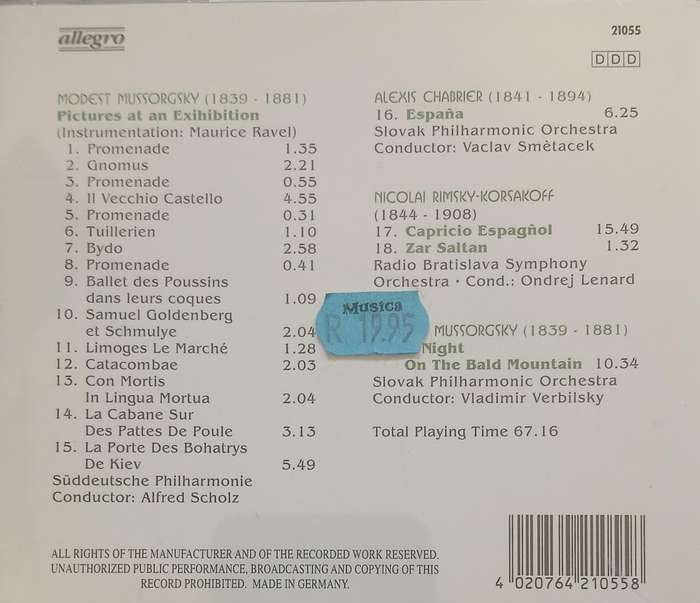 allegro
21055
DDD
MODEST MUSSORGSKY (1839 - 1881)
Pictures at an Exihibition
(Instrumentation: Maurice Ravel)
1. Promenade 1.35
2. Gnomus 2.21
3. Promenade 0.55
4. Il Vecchio Castello 4.55
5. Promenade 0.31
6. Tuillerien 1.10
7. Bydo 2.58
8. Promenade 0.41
9. Ballet des Poussins
dans leurs coques 1.09
10. Samuel Goldenberg
et Schmulye 2.04
11. Limoges Le Marché 1.28
12. Catacombae 2.03
13. Con Mortis
In Lingua Mortua 2.04
14. La Cabane Sur
Des Pattes De Poule 3.13
15. La Porte Des Bohatrys
De Kiev 5.49
Süddeutsche Philharmonie
Conductor: Alfred Scholz
ALEXIS CHABRIER (1841 - 1894)
16. España 6.25
Slovak Philharmonic Orchestra
Conductor: Vaclav Smètacek
NICOLAI RIMSKY-KORSAKOFF
(1844 - 1908)
17. Capricio Espagñol 15.49
18. Zar Saltan 1.32
Radio Bratislava Symphony
Orchestra · Cond.: Ondrej Lenard
Musica
R 19.95
MUSSORGSKY (1839 - 1881)
Night
On The Bald Mountain 10.34
Slovak Philharmonic Orchestra
Conductor: Vladimir Verbilsky
Total Playing Time 67.16
ALL RIGHTS OF THE MANUFACTURER AND OF THE RECORDED WORK RESERVED.
UNAUTHORIZED PUBLIC PERFORMANCE, BROADCASTING AND COPYING OF THIS
RECORD PROHIBITED. MADE IN GERMANY.
4 020764 210558